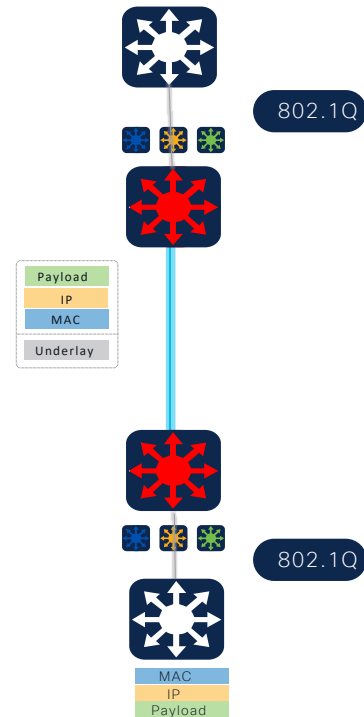 802.1Q
Payload
IP
MAC
Underlay
802.1Q
MAC
IP
Payload